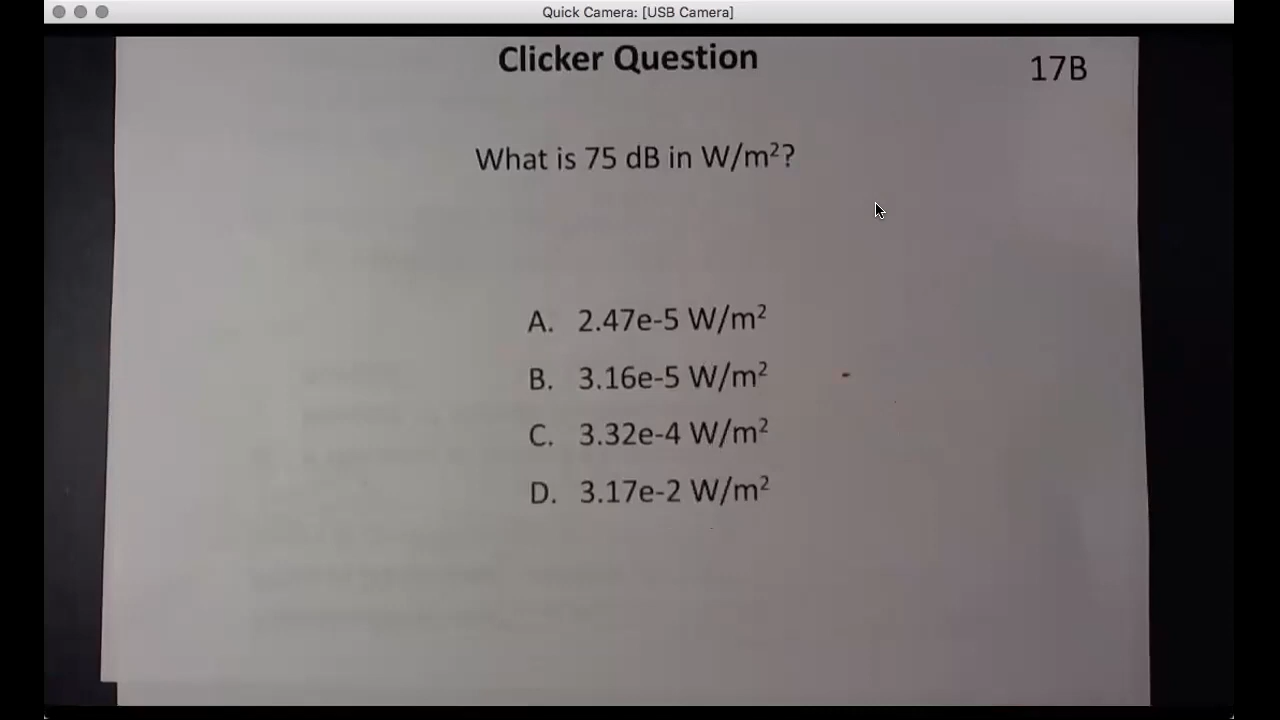 Quick Camera: [USB Camera]
Clicker Question
17B
What is 75 dB in W/m²?
A. 2.47e-5 W/m²
B. 3.16e-5 W/m²
C. 3.32e-4 W/m²
D. 3.17e-2 W/m²